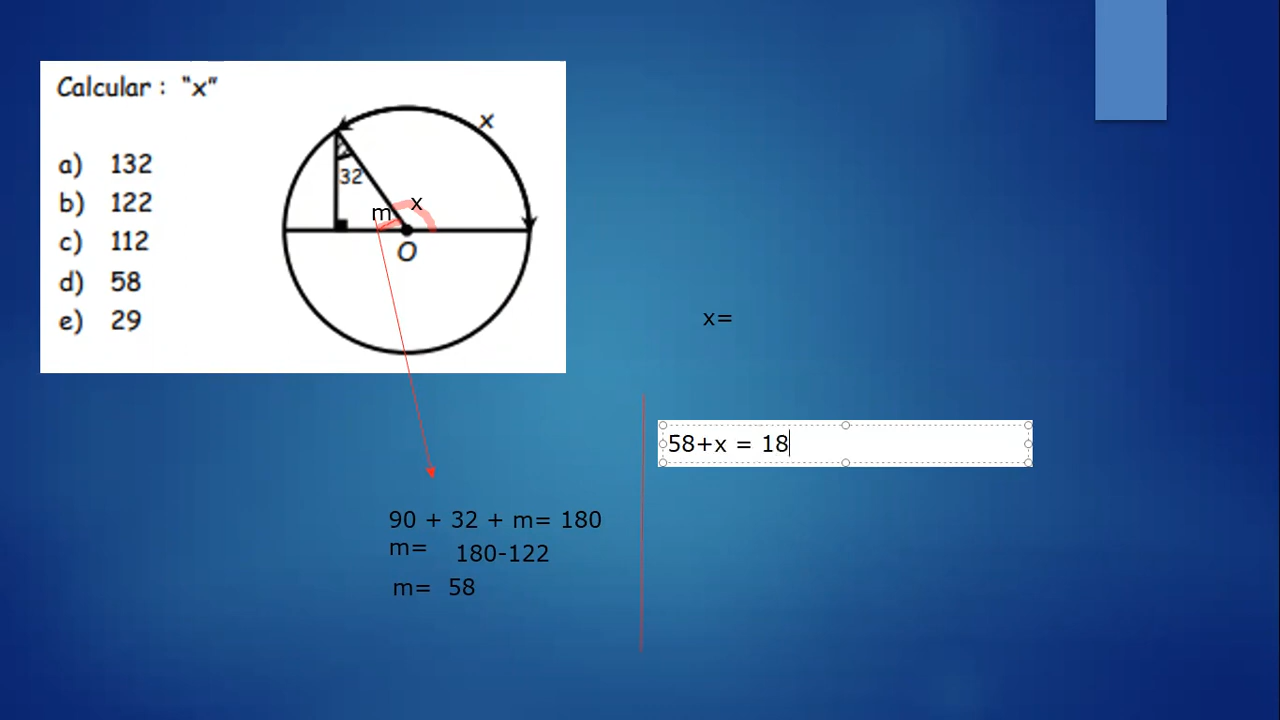 Calcular : “x”
a) 132
b) 122
c) 112
d) 58
e) 29
x
32
m x
O
x=
58+x = 18
90 + 32 + m= 180
m= 180-122
m= 58